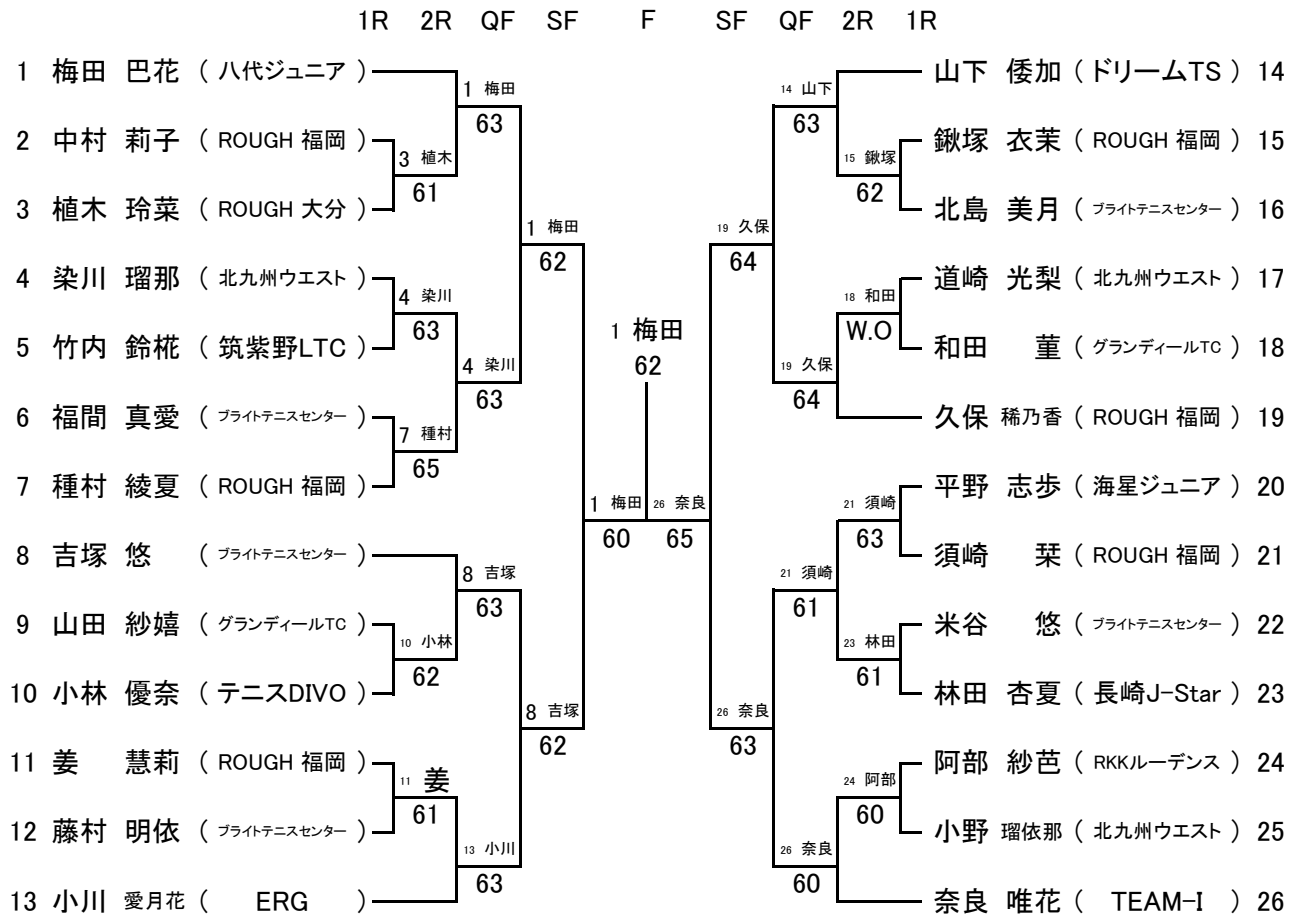 1R 2R QF SF F SF QF 2R 1R
1 梅田 巴花 ( 八代ジュニア ) 山下 倭加 ( ドリームTS ) 14
1 梅田 14 山下
63 63
2 中村 莉子 ( ROUGH 福岡 ) 鍬塚 衣茉 ( ROUGH 福岡 ) 15
3 植木 15 鍬塚
61 62
3 植木 玲菜 ( ROUGH 大分 ) 北島 美月 ( ブライトテニスセンター ) 16
1 梅田 19 久保
62 64
4 染川 瑠那 ( 北九州ウエスト ) 道崎 光梨 ( 北九州ウエスト ) 17
4 染川 18 和田
63 1 梅田 W.O
5 竹内 鈴椛 ( 筑紫野LTC ) 和田 菫 ( グランディールTC ) 18
4 染川 62 19 久保
63 64
6 福間 真愛 ( ブライトテニスセンター ) 久保 稀乃香 ( ROUGH 福岡 ) 19
7 種村
65
7 種村 綾夏 ( ROUGH 福岡 ) 平野 志歩 ( 海星ジュニア ) 20
1 梅田 26 奈良 21 須崎
60 65 63
8 吉塚 悠 ( ブライトテニスセンター ) 須崎 栞 ( ROUGH 福岡 ) 21
8 吉塚 21 須崎
63 61
9 山田 紗嬉 ( グランディールTC ) 米谷 悠 ( ブライトテニスセンター ) 22
10 小林 23 林田
62 61
10 小林 優奈 ( テニスDIVO ) 林田 杏夏 ( 長崎J-Star ) 23
8 吉塚 26 奈良
62 63
11 姜 慧莉 ( ROUGH 福岡 ) 阿部 紗芭 ( RKKルーデンス ) 24
11 姜 24 阿部
61 60
12 藤村 明依 ( ブライトテニスセンター ) 小野 瑠依那 ( 北九州ウエスト ) 25
13 小川 26 奈良
63 60
13 小川 愛月花 ( ERG ) 奈良 唯花 ( TEAM-I ) 26